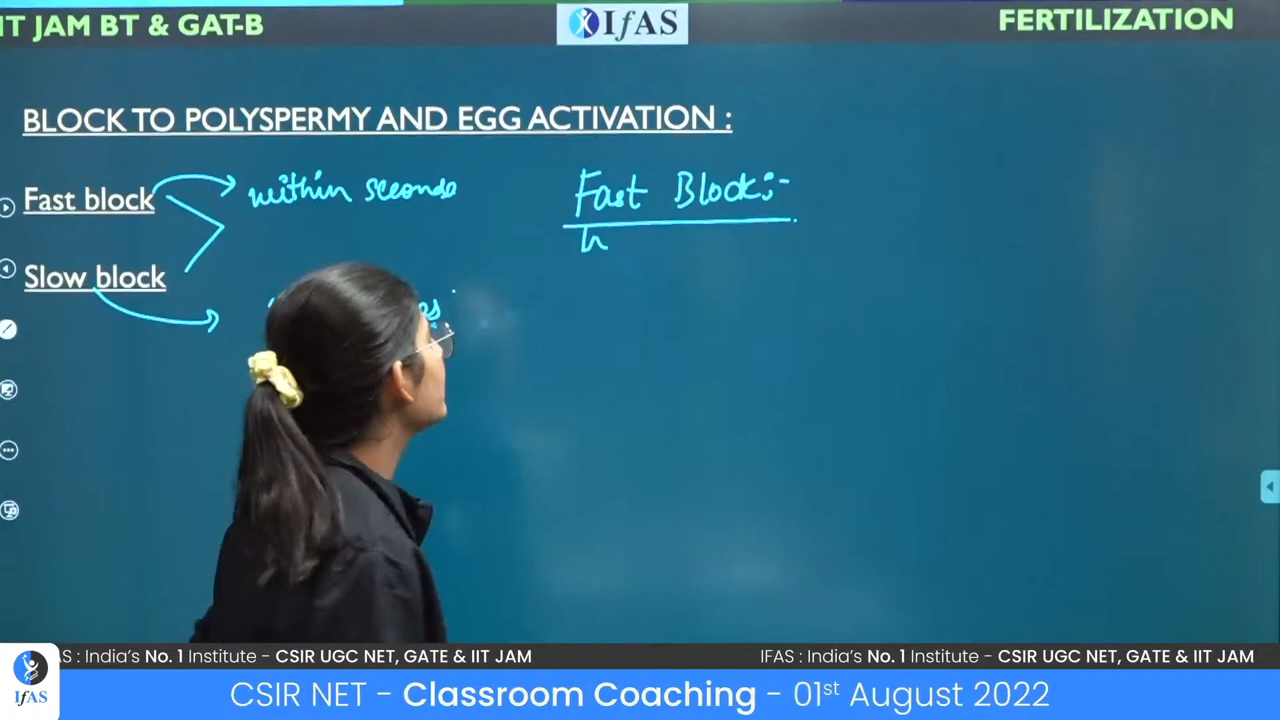 IIT JAM BT & GAT-B
IfAS
FERTILIZATION
BLOCK TO POLYSPERMY AND EGG ACTIVATION :
Fast block
within seconds
Fast Block:-
h
Slow block
es
IFAS : India's No. 1 Institute - CSIR UGC NET, GATE & IIT JAM
IFAS : India's No. 1 Institute - CSIR UGC NET, GATE & IIT JAM
IfAS
CSIR NET - Classroom Coaching - 01st August 2022